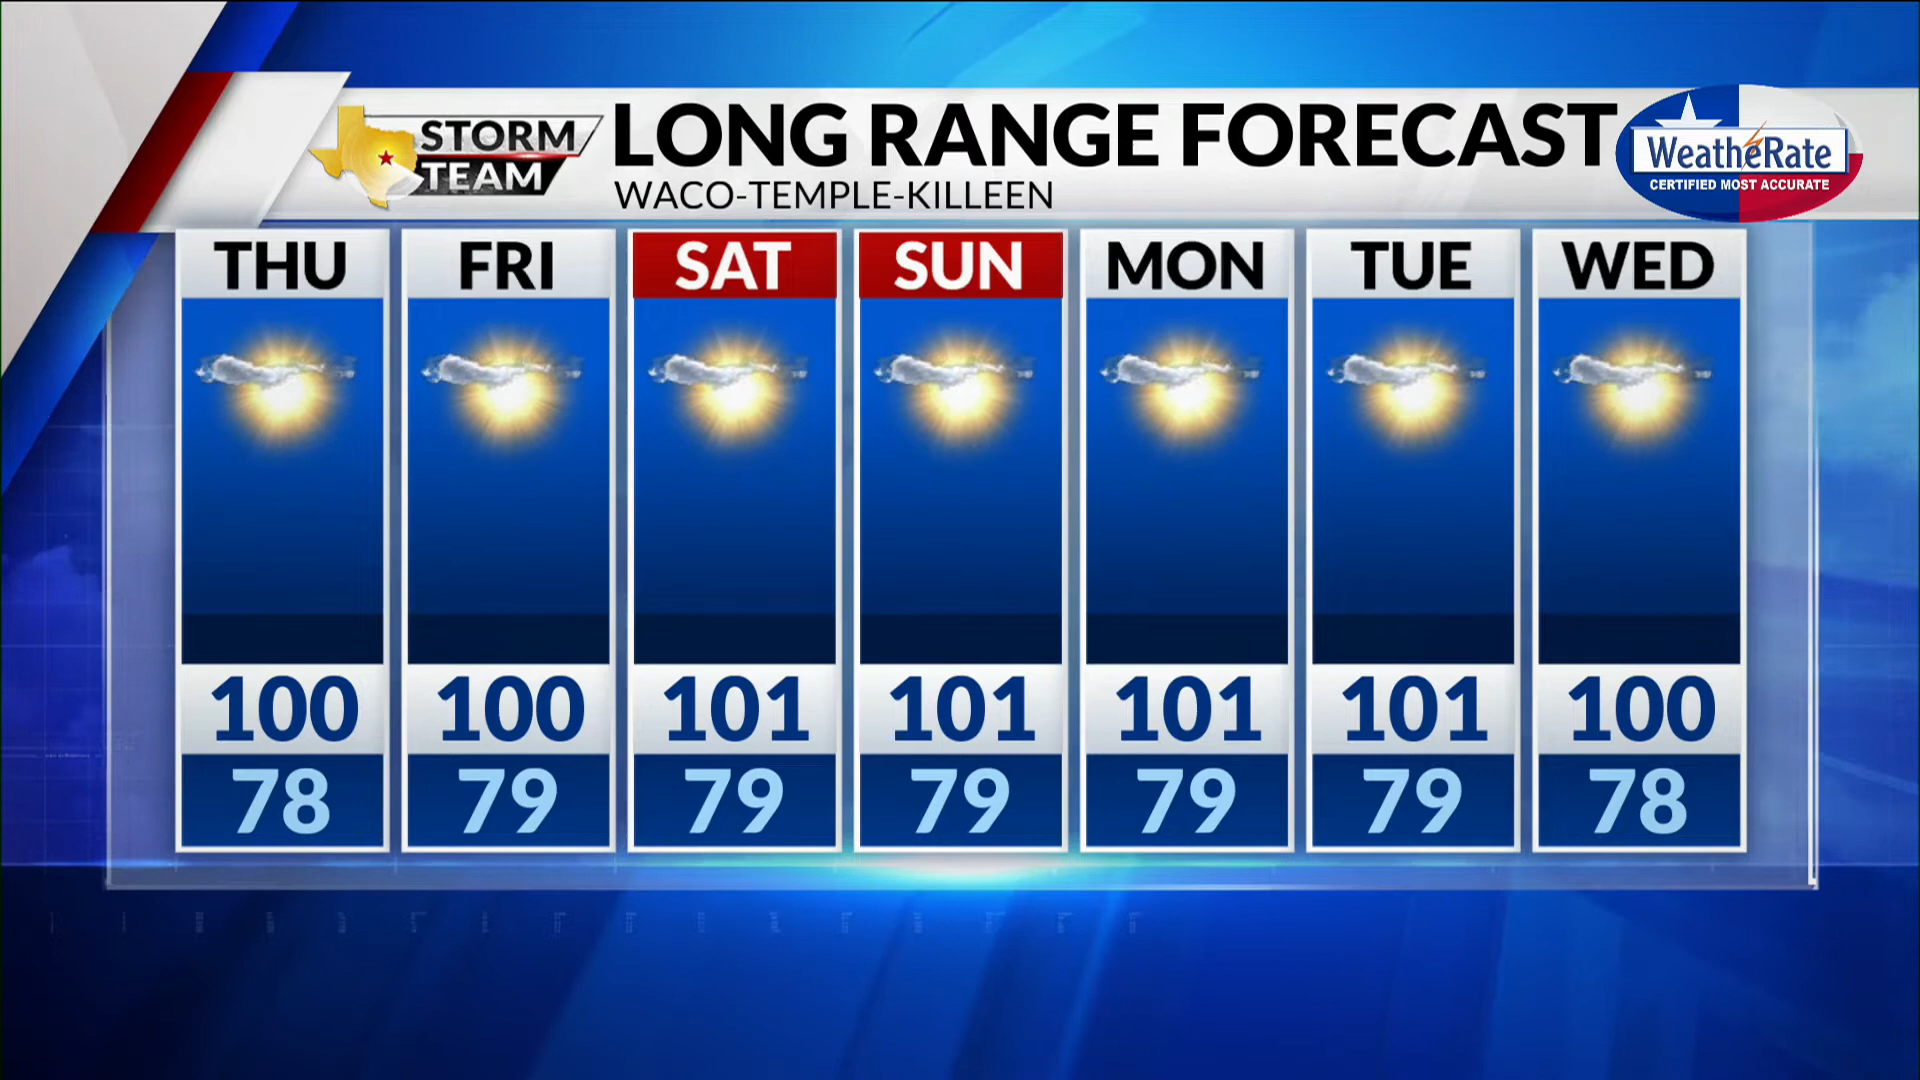 STORM
TEAM
LONG RANGE FORECAST
WACO-TEMPLE-KILLEEN
WeatheRate
CERTIFIED MOST ACCURATE
THU FRI SAT SUN MON TUE WED
100 100 101 101 101 101 100
78 79 79 79 79 79 78